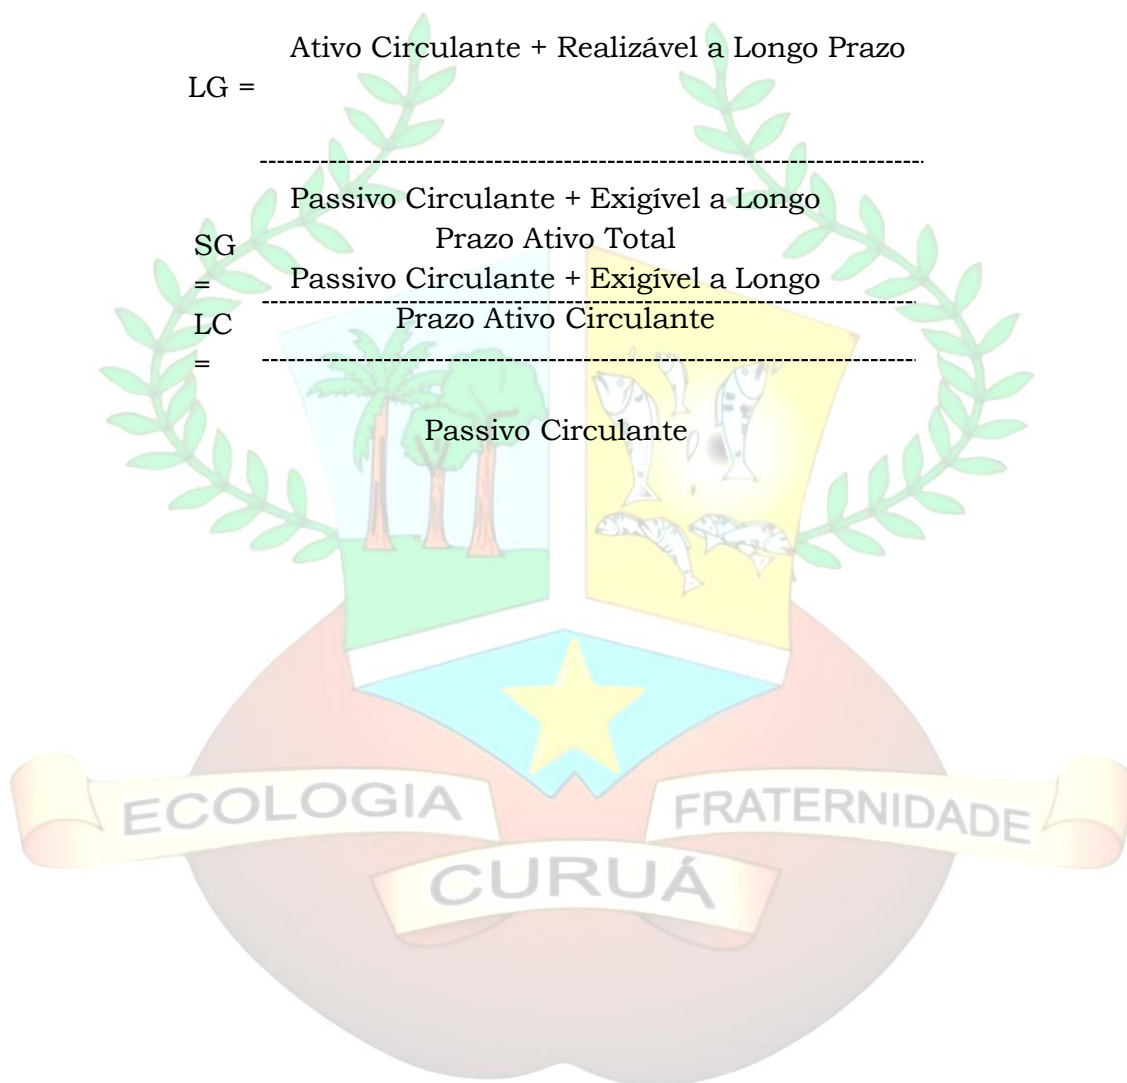 Ativo Circulante + Realizável a Longo Prazo
LG =
--------------------------------------------------------------------------
Passivo Circulante + Exigível a Longo
SG Prazo Ativo Total
= Passivo Circulante + Exigível a Longo
--------------------------------------------------------------------------
LC Prazo Ativo Circulante
= --------------------------------------------------------------------------
Passivo Circulante
ECOLOGIA FRATERNIDADE
CURUÁ